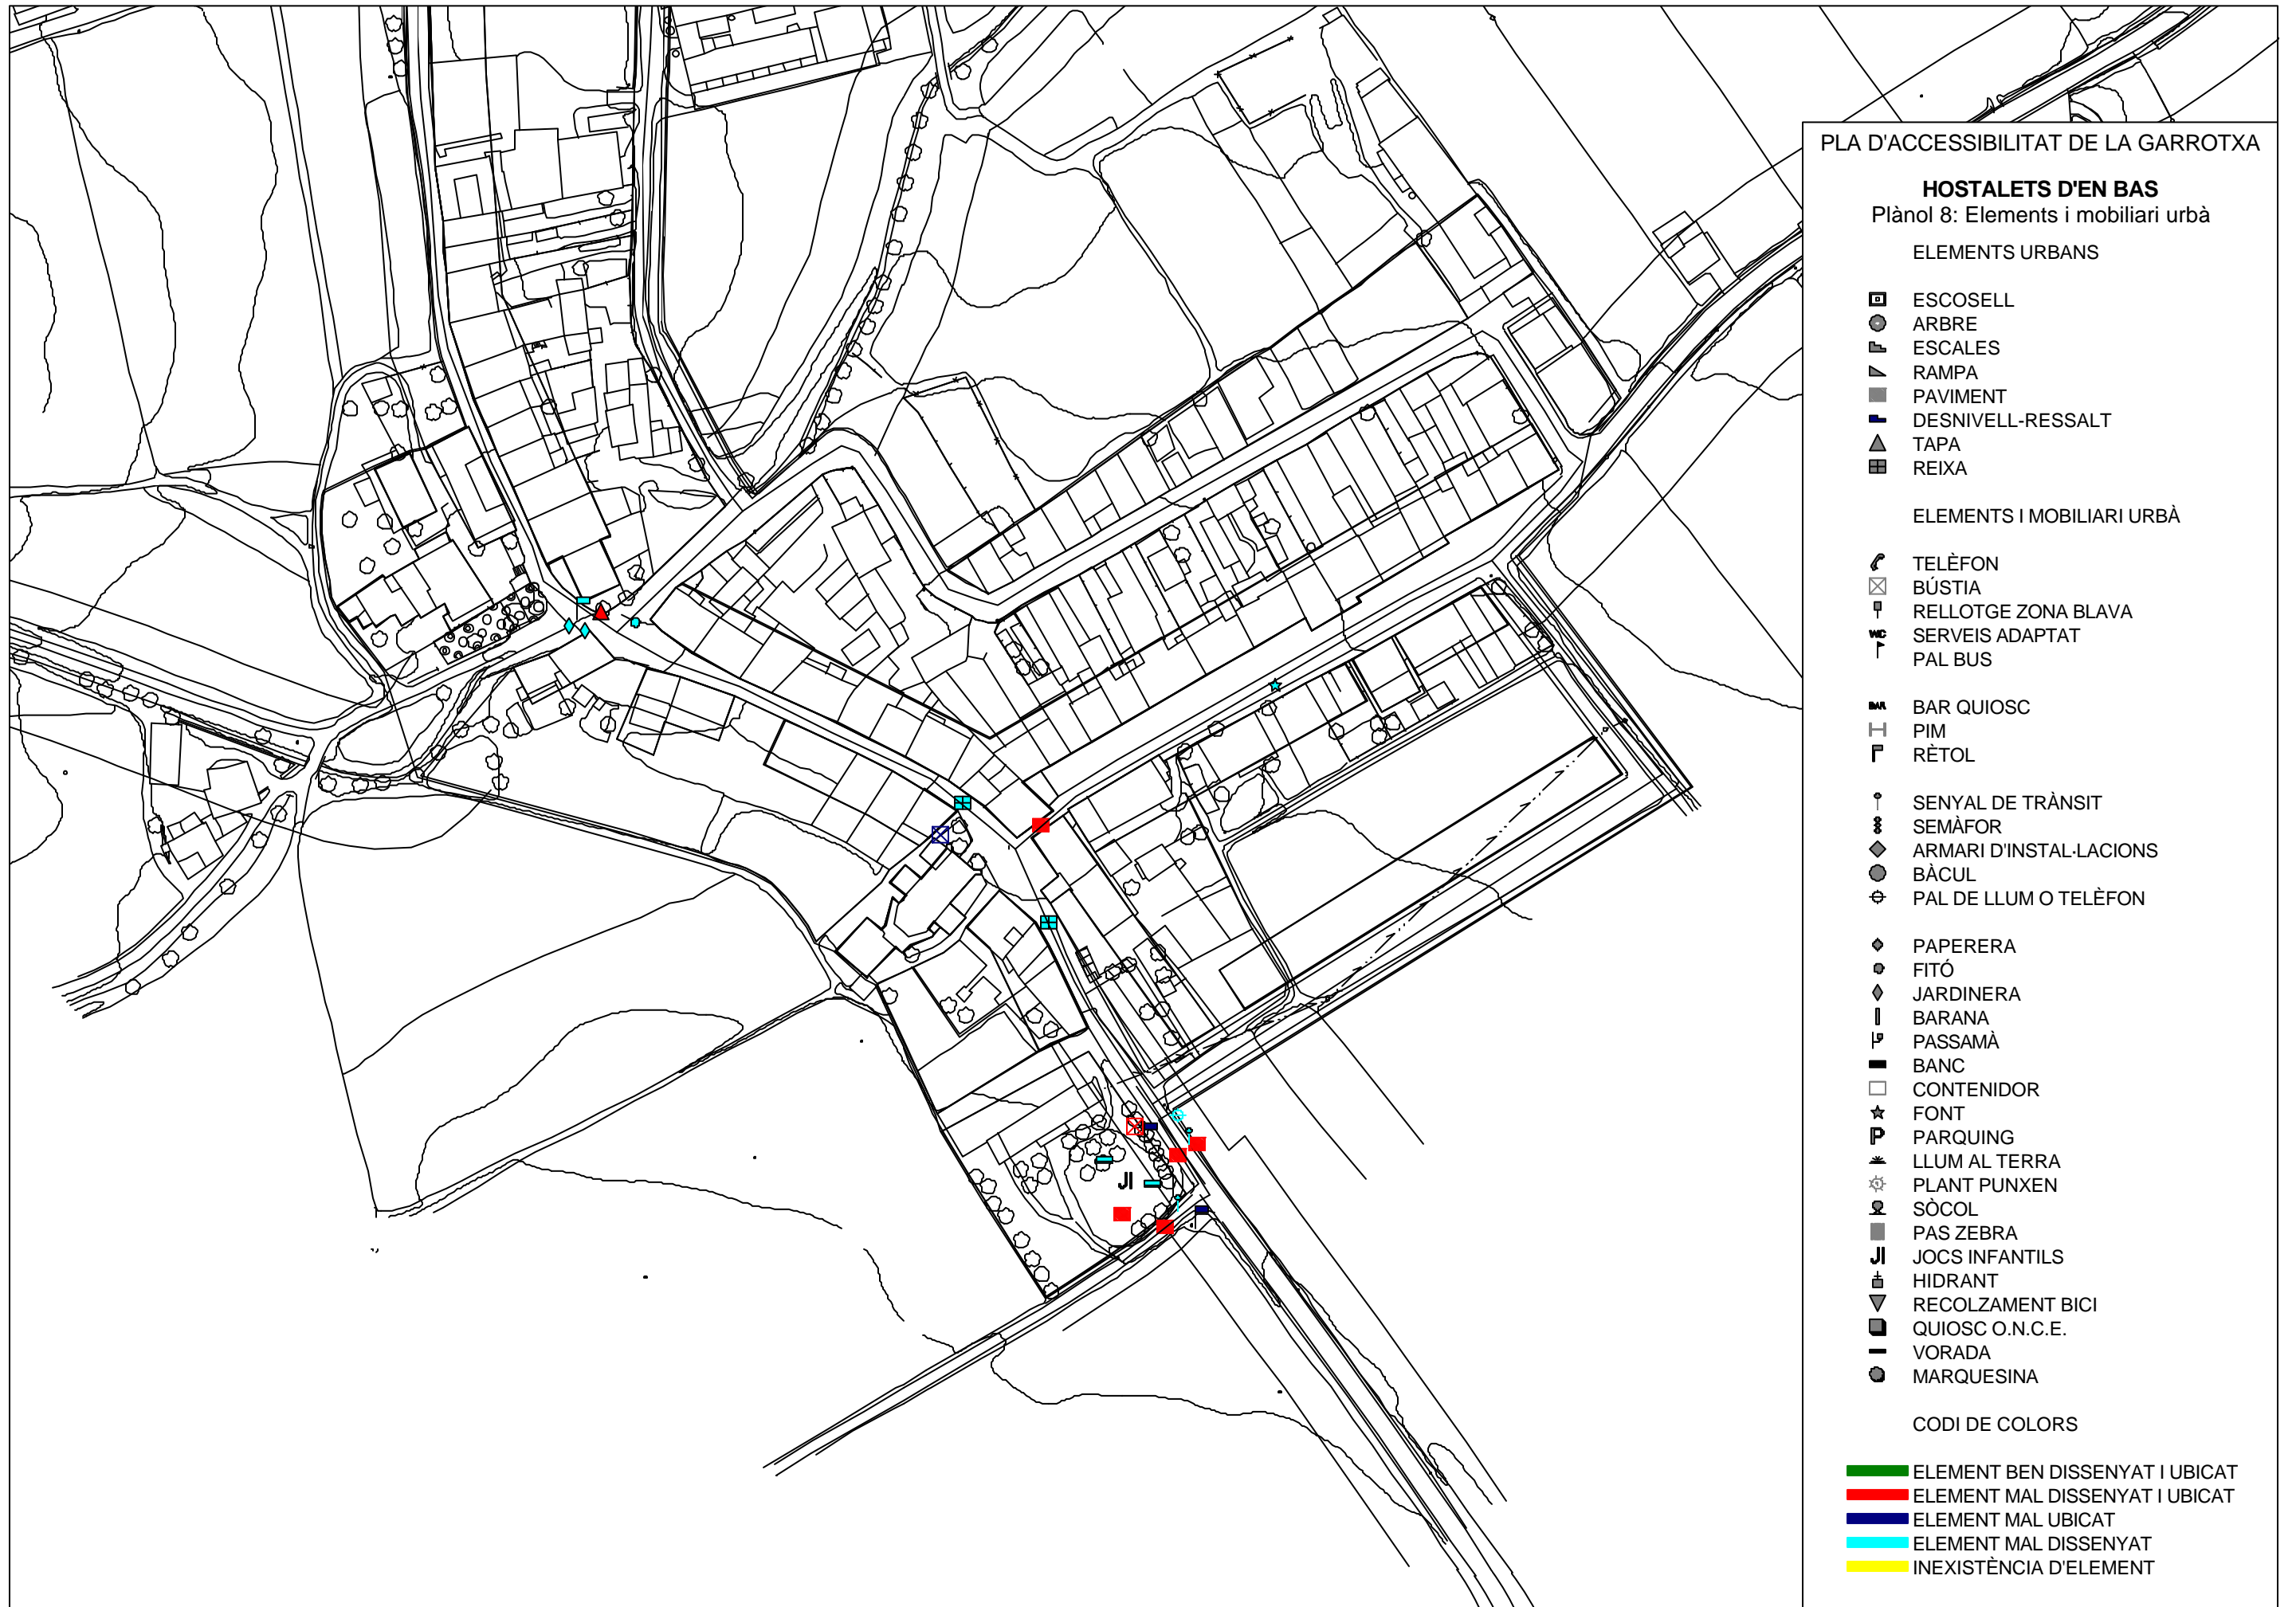 PLA D'ACCESSIBILITAT DE LA GARROTXA
HOSTALETS D'EN BAS
Plànol 8: Elements i mobiliari urbà
ELEMENTS URBANS
ESCOSELL
ARBRE
ESCALES
RAMPA
PAVIMENT
DESNIVELL-RESSALT
TAPA
REIXA
ELEMENTS I MOBILIARI URBÀ
TELÈFON
BÚSTIA
RELLOTGE ZONA BLAVA
WC SERVEIS ADAPTAT
PAL BUS
BAR BAR QUIOSC
PIM
RÈTOL
SENYAL DE TRÀNSIT
SEMÀFOR
ARMARI D'INSTAL·LACIONS
BÀCUL
PAL DE LLUM O TELÈFON
PAPERERA
FITÓ
JARDINERA
BARANA
PASSAMÀ
BANC
CONTENIDOR
FONT
P PARQUING
LLUM AL TERRA
PLANT PUNXEN
SÒCOL
PAS ZEBRA
JI JOCS INFANTILS
HIDRANT
RECOLZAMENT BICI
QUIOSC O.N.C.E.
VORADA
MARQUESINA
CODI DE COLORS
ELEMENT BEN DISSENYAT I UBICAT
ELEMENT MAL DISSENYAT I UBICAT
ELEMENT MAL UBICAT
ELEMENT MAL DISSENYAT
INEXISTÈNCIA D'ELEMENT
JI